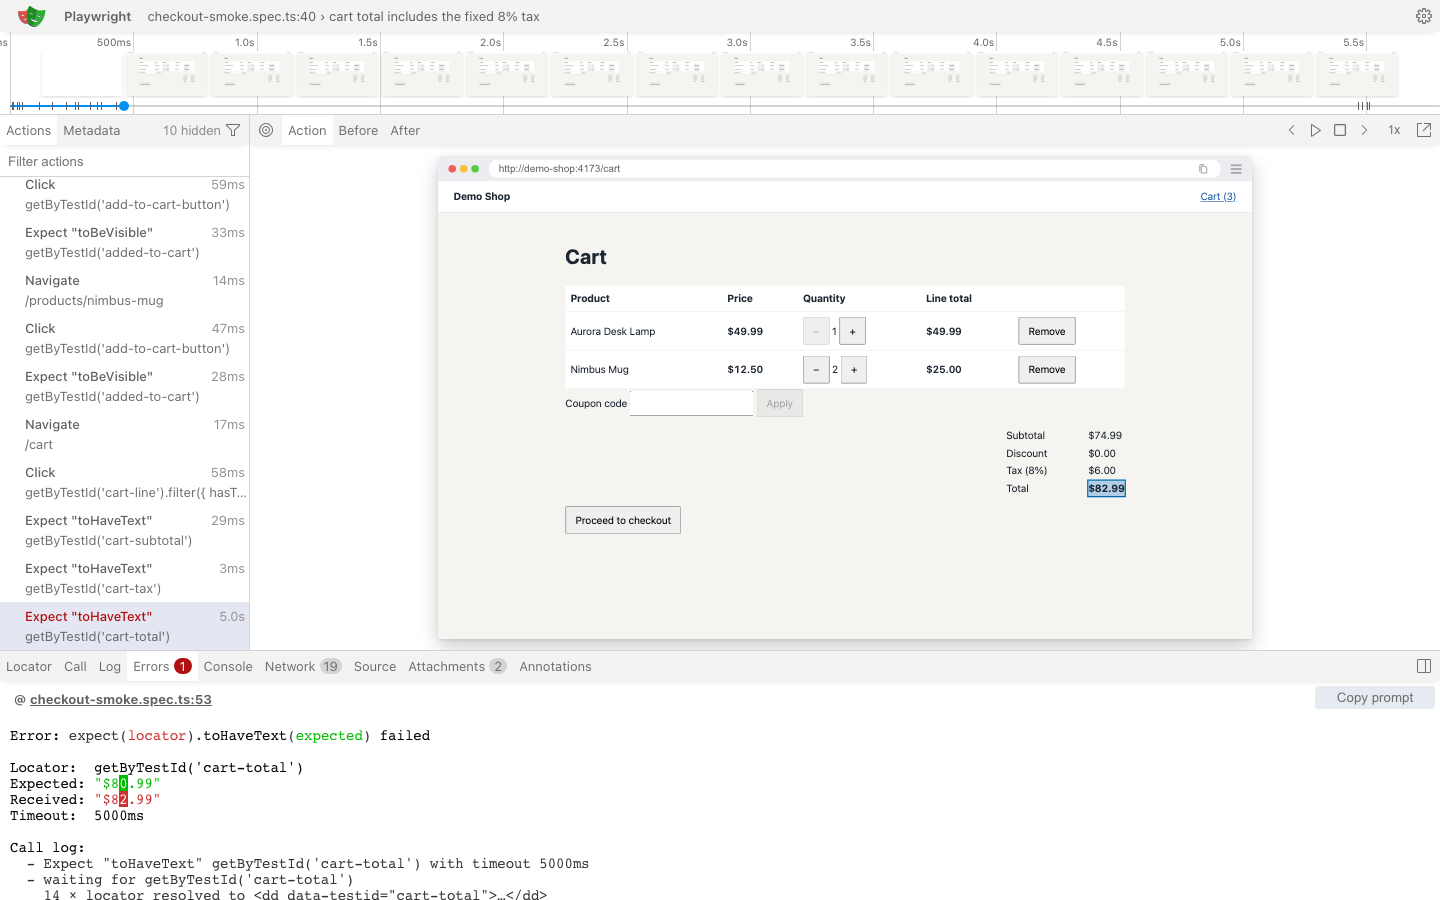 Playwright checkout-smoke.spec.ts:40 › cart total includes the fixed 8% tax
500ms 1.0s 1.5s 2.0s 2.5s 3.0s 3.5s 4.0s 4.5s 5.0s 5.5s
Actions Metadata 10 hidden Action Before After 1x
Filter actions
Click 59ms
getByTestId('add-to-cart-button')
Expect "toBeVisible" 33ms
getByTestId('added-to-cart')
Navigate 14ms
/products/nimbus-mug
Click 47ms
getByTestId('add-to-cart-button')
Expect "toBeVisible" 28ms
getByTestId('added-to-cart')
Navigate 17ms
/cart
Click 58ms
getByTestId('cart-line').filter({ hasT...
Expect "toHaveText" 29ms
getByTestId('cart-subtotal')
Expect "toHaveText" 3ms
getByTestId('cart-tax')
Expect "toHaveText" 5.0s
getByTestId('cart-total')
http://demo-shop:4173/cart
Demo Shop Cart (3)
Cart
Product Price Quantity Line total
Aurora Desk Lamp $49.99 − 1 + $49.99 Remove
Nimbus Mug $12.50 − 2 + $25.00 Remove
Coupon code Apply
Subtotal $74.99
Discount $0.00
Tax (8%) $6.00
Total $82.99
Proceed to checkout
Locator Call Log Errors 1 Console Network 19 Source Attachments 2 Annotations
@ checkout-smoke.spec.ts:53 Copy prompt
Error: expect(locator).toHaveText(expected) failed
Locator: getByTestId('cart-total')
Expected: "$80.99"
Received: "$82.99"
Timeout: 5000ms
Call log:
- Expect "toHaveText" getByTestId('cart-total') with timeout 5000ms
- waiting for getByTestId('cart-total')
14 × locator resolved to <dd data-testid="cart-total">…</dd>